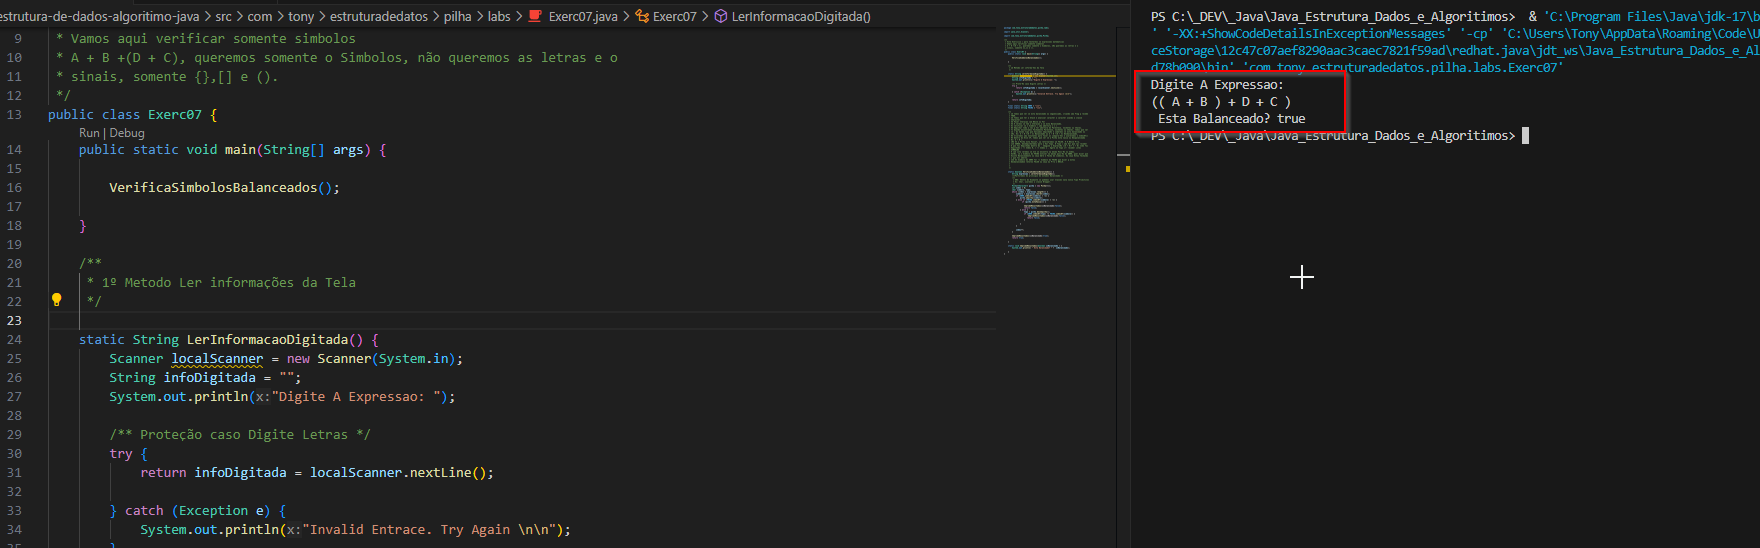 estrutura-de-dados-algoritimo-java > src > com > tony > estruturadedatos > pilha > labs > Exerc07.java > Exerc07 > LerInformacaoDigitada()
9 * Vamos aqui verificar somente simbolos
10 * A + B +(D + C), queremos somente o Simbolos, não queremos as letras e o
11 * sinais, somente {},[] e ().
12 */
13 public class Exerc07 {
Run | Debug
14 public static void main(String[] args) {
15
16 VerificaSimbolosBalanceados();
17
18 }
19
20 /**
21 * 1º Metodo Ler informações da Tela
22 */
23
24 static String LerInformacaoDigitada() {
25 Scanner localScanner = new Scanner(System.in);
26 String infoDigitada = "";
27 System.out.println(x:"Digite A Expressao: ");
28
29 /** Proteção caso Digite Letras */
30 try {
31 return infoDigitada = localScanner.nextLine();
32
33 } catch (Exception e) {
34 System.out.println(x:"Invalid Entrace. Try Again \n\n");
35 }
PS C:\_DEV\_Java\Java_Estrutura_Dados_e_Algoritimos> & 'C:\Program Files\Java\jdk-17\b
' '-XX:+ShowCodeDetailsInExceptionMessages' '-cp' 'C:\Users\Tony\AppData\Roaming\Code\U
ceStorage\12c47c07aef8290aac3caec7821f59ad\redhat.java\jdt_ws\Java_Estrutura_Dados_e_Al
d78b090\bin' 'com.tony.estruturadedatos.pilha.labs.Exerc07'
Digite A Expressao:
(( A + B ) + D + C )
Esta Balanceado? true
PS C:\_DEV\_Java\Java_Estrutura_Dados_e_Algoritimos>